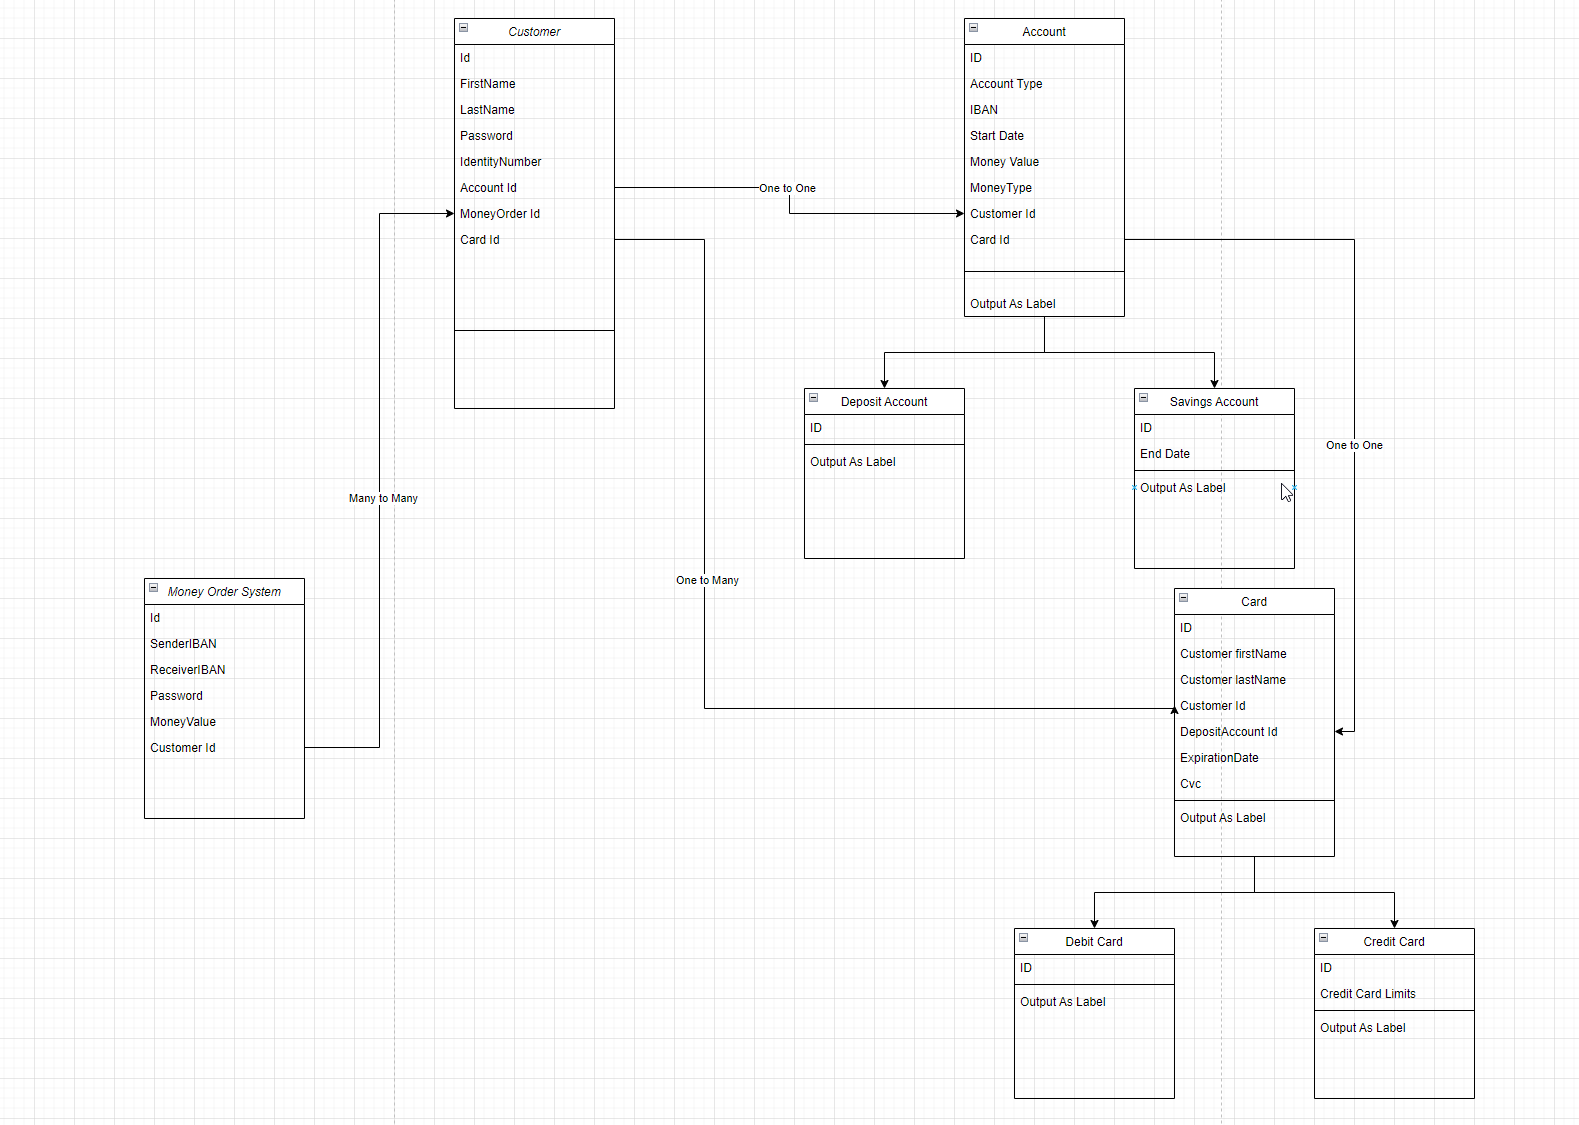 Customer
Id
FirstName
LastName
Password
IdentityNumber
Account Id
MoneyOrder Id
Card Id
One to One
Account
ID
Account Type
IBAN
Start Date
Money Value
MoneyType
Customer Id
Card Id
Output As Label
Deposit Account
ID
Output As Label
Savings Account
ID
End Date
Output As Label
One to One
Many to Many
One to Many
Money Order System
Id
SenderIBAN
ReceiverIBAN
Password
MoneyValue
Customer Id
Card
ID
Customer firstName
Customer lastName
Customer Id
DepositAccount Id
ExpirationDate
Cvc
Output As Label
Debit Card
ID
Output As Label
Credit Card
ID
Credit Card Limits
Output As Label